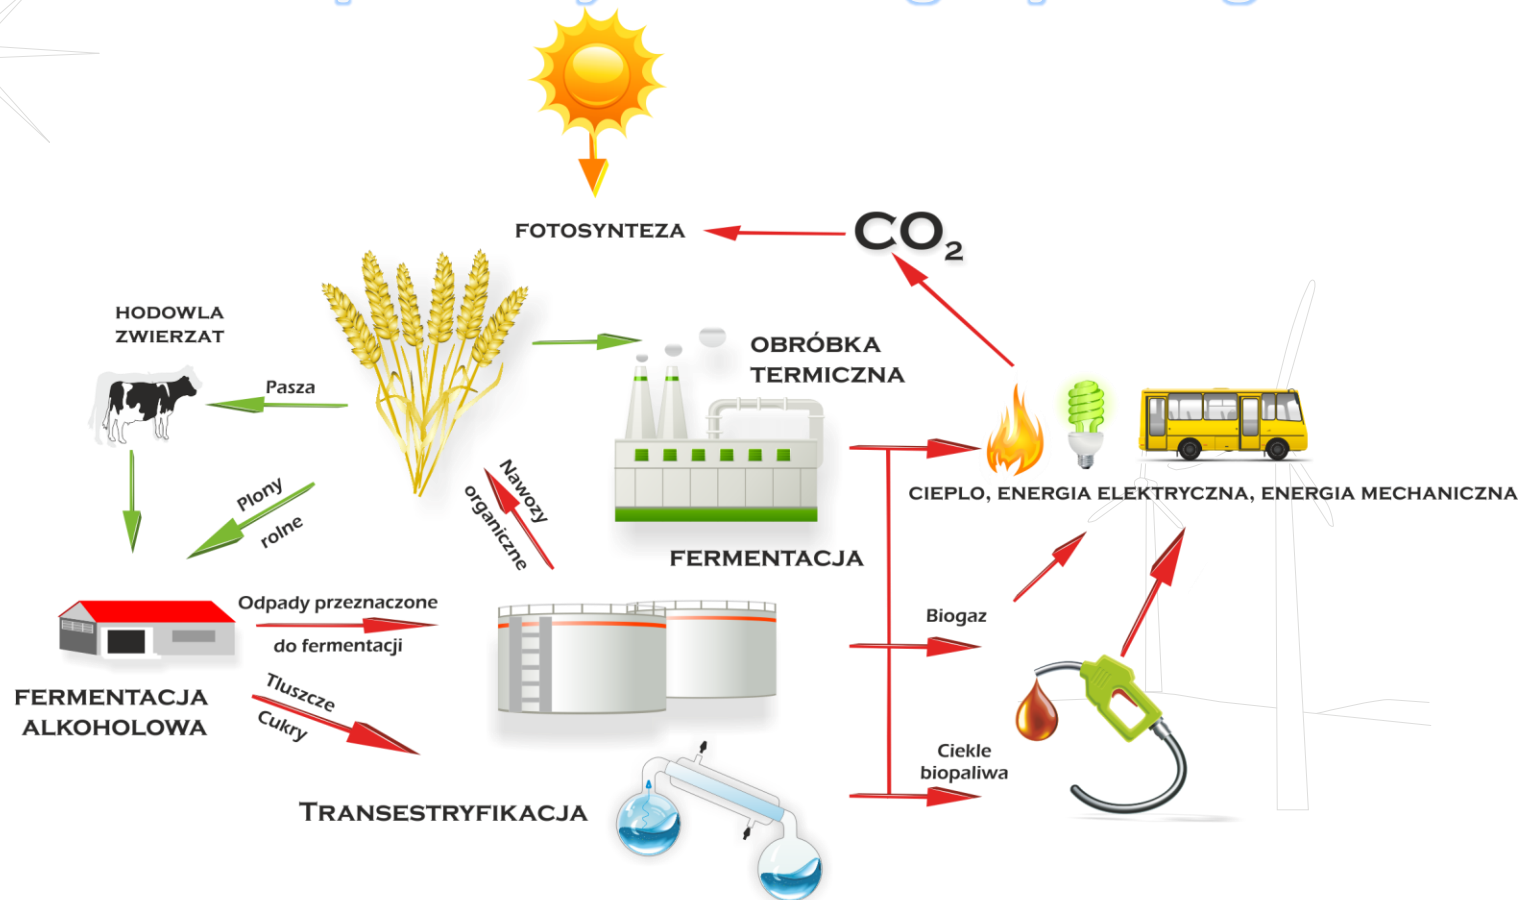 FOTOSYNTEZA
CO2
HODOWLA
ZWIERZAT
OBRÓBKA
TERMICZNA
Pasza
Nawozy
organiczne
Plony
rolne
CIEPLO, ENERGIA ELEKTRYCZNA, ENERGIA MECHANICZNA
FERMENTACJA
Odpady przeznaczone
do fermentacji
Biogaz
FERMENTACJA
ALKOHOLOWA
Tluszcze
Cukry
Ciekle
biopaliwa
TRANSESTRYFIKACJA